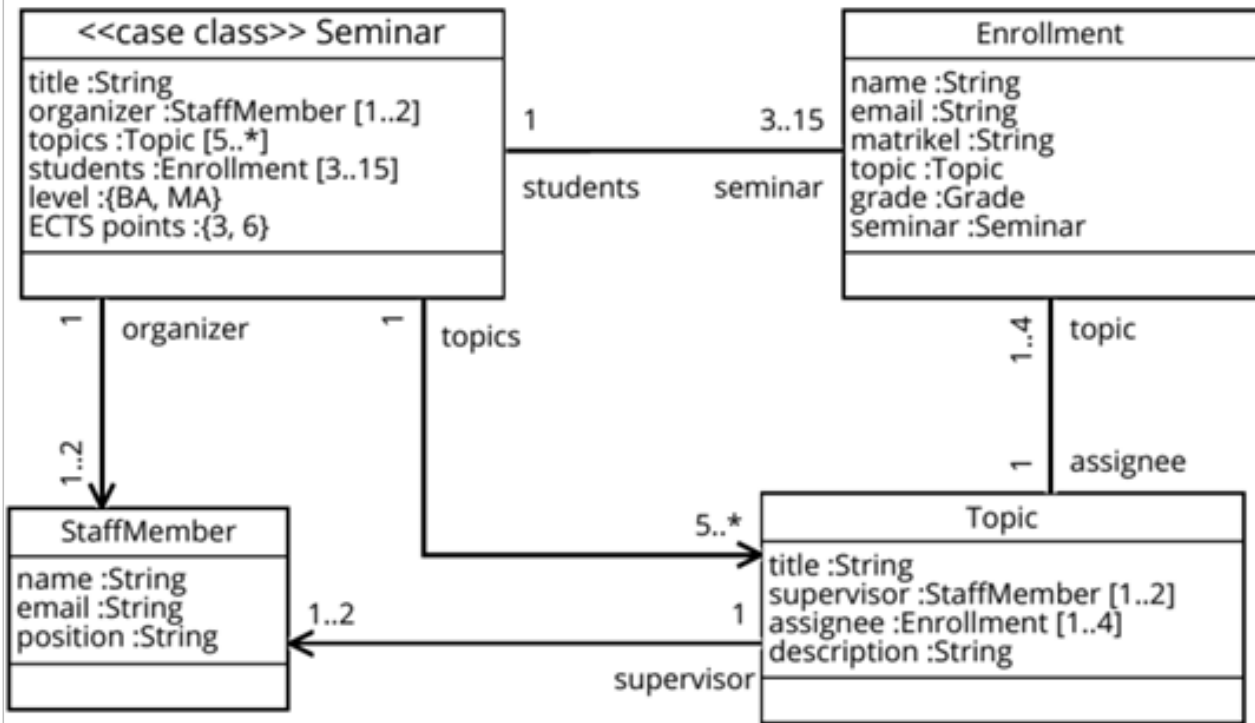 <<case class>> Seminar
title :String
organizer :StaffMember [1..2]
topics :Topic [5..*]
students :Enrollment [3..15]
level :{BA, MA}
ECTS points :{3, 6}
1
3..15
students
seminar
Enrollment
name :String
email :String
matrikel :String
topic :Topic
grade :Grade
seminar :Seminar
1
organizer
1
topics
1..4
topic
1..2
1
assignee
StaffMember
name :String
email :String
position :String
5..*
1..2
1
supervisor
Topic
title :String
supervisor :StaffMember [1..2]
assignee :Enrollment [1..4]
description :String